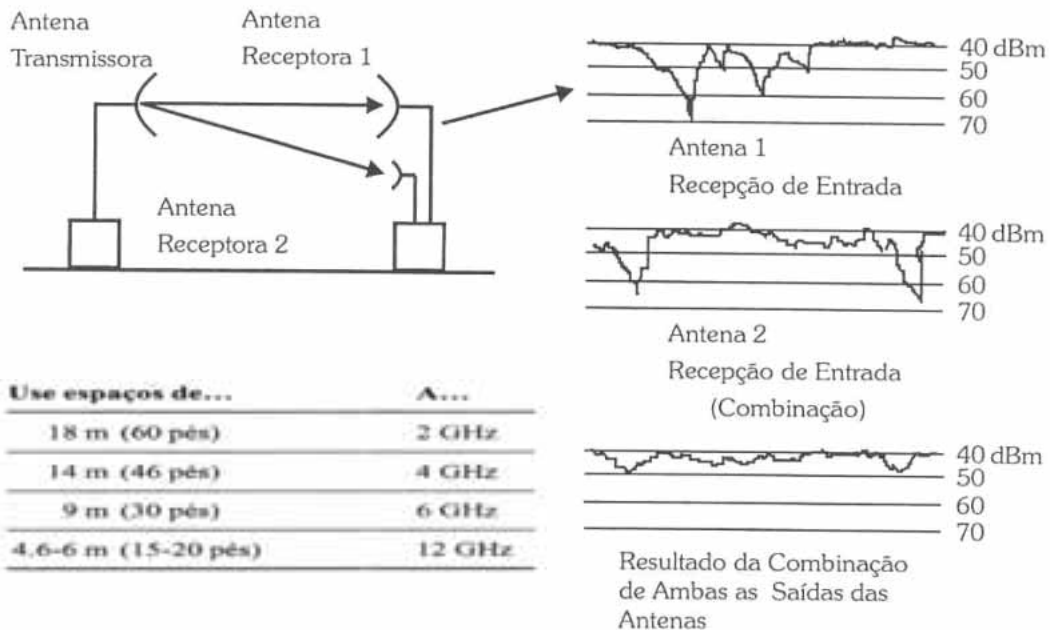 Antena
Transmissora
Antena
Receptora 1
Antena
Receptora 2
40 dBm
50
60
70
Antena 1
Recepção de Entrada
40 dBm
50
60
70
Antena 2
Recepção de Entrada
(Combinação)
40 dBm
50
60
70
Resultado da Combinação
de Ambas as Saídas das
Antenas
Use espaços de... A...
18 m (60 pés) 2 GHz
14 m (46 pés) 4 GHz
9 m (30 pés) 6 GHz
4,6-6 m (15-20 pés) 12 GHz